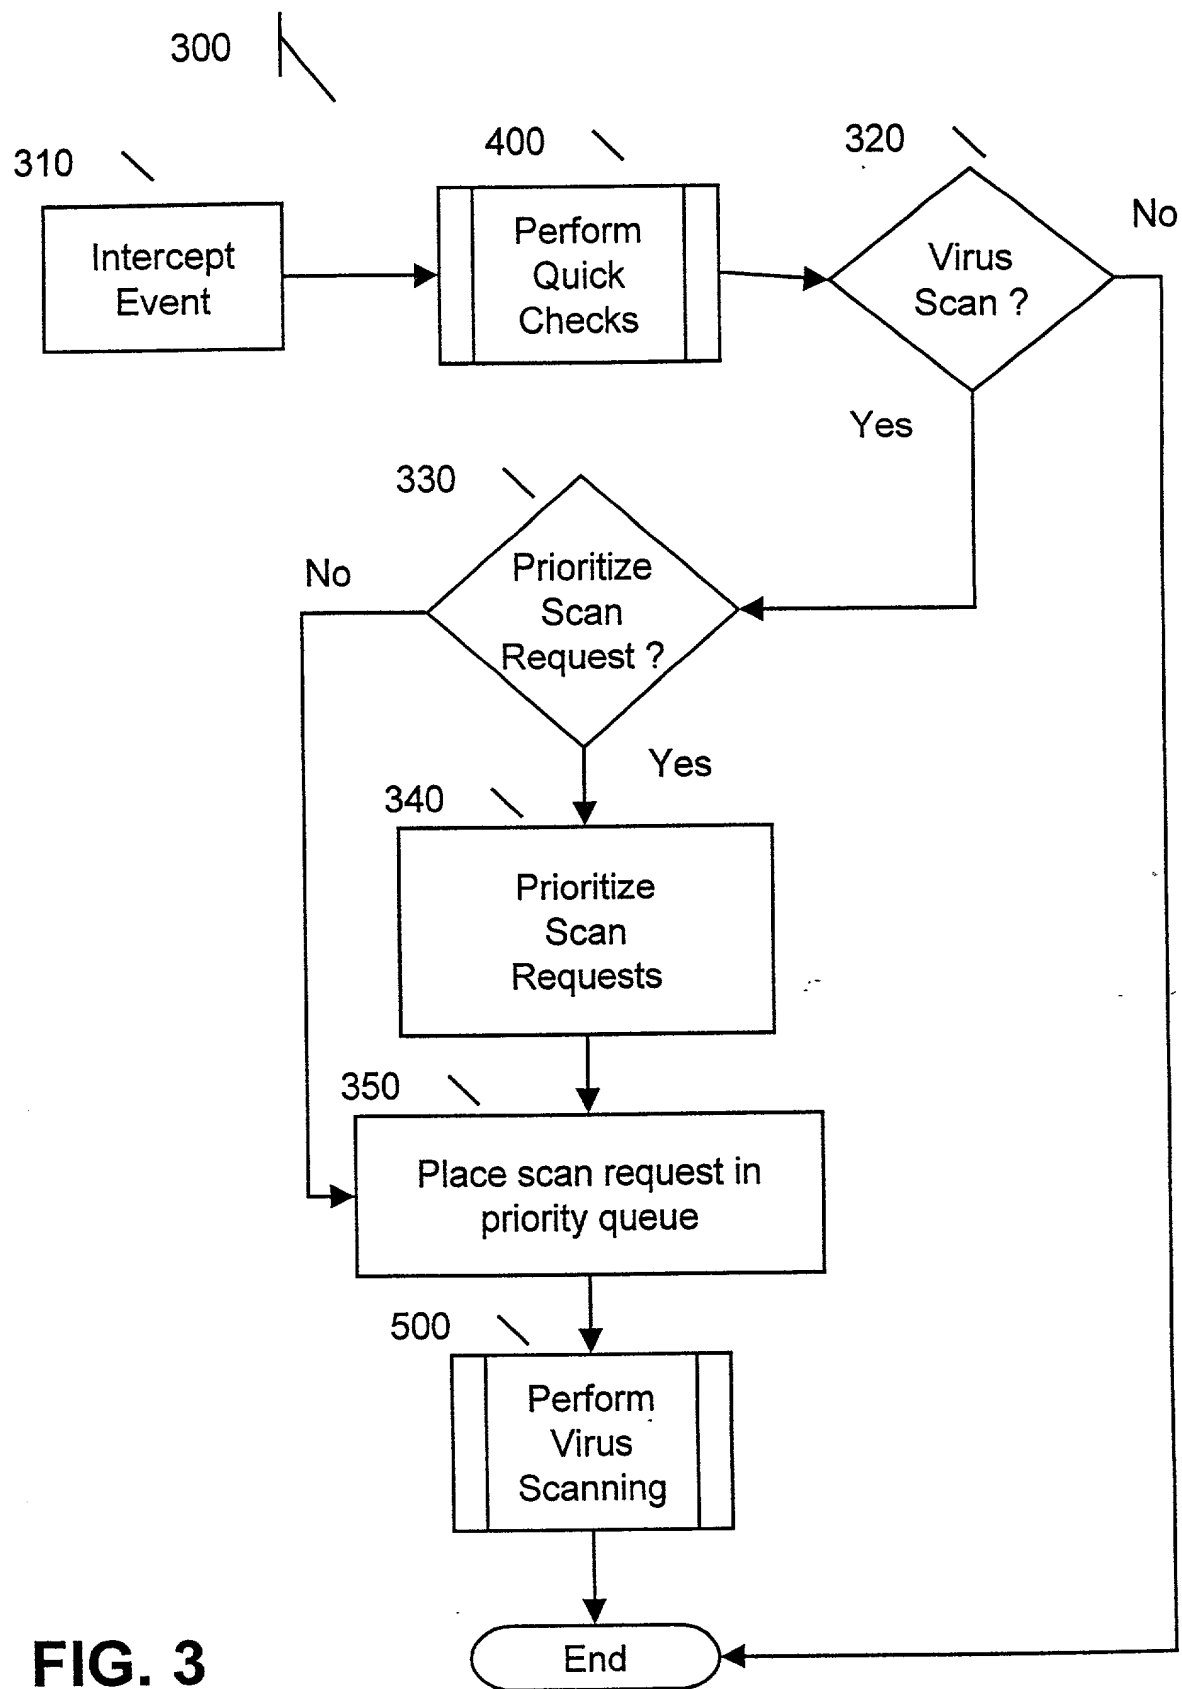 300
310
400
320
Intercept
Event
Perform
Quick
Checks
Virus
Scan ?
No
Yes
330
No
Prioritize
Scan
Request ?
Yes
340
Prioritize
Scan
Requests
350
Place scan request in
priority queue
500
Perform
Virus
Scanning
End
FIG. 3